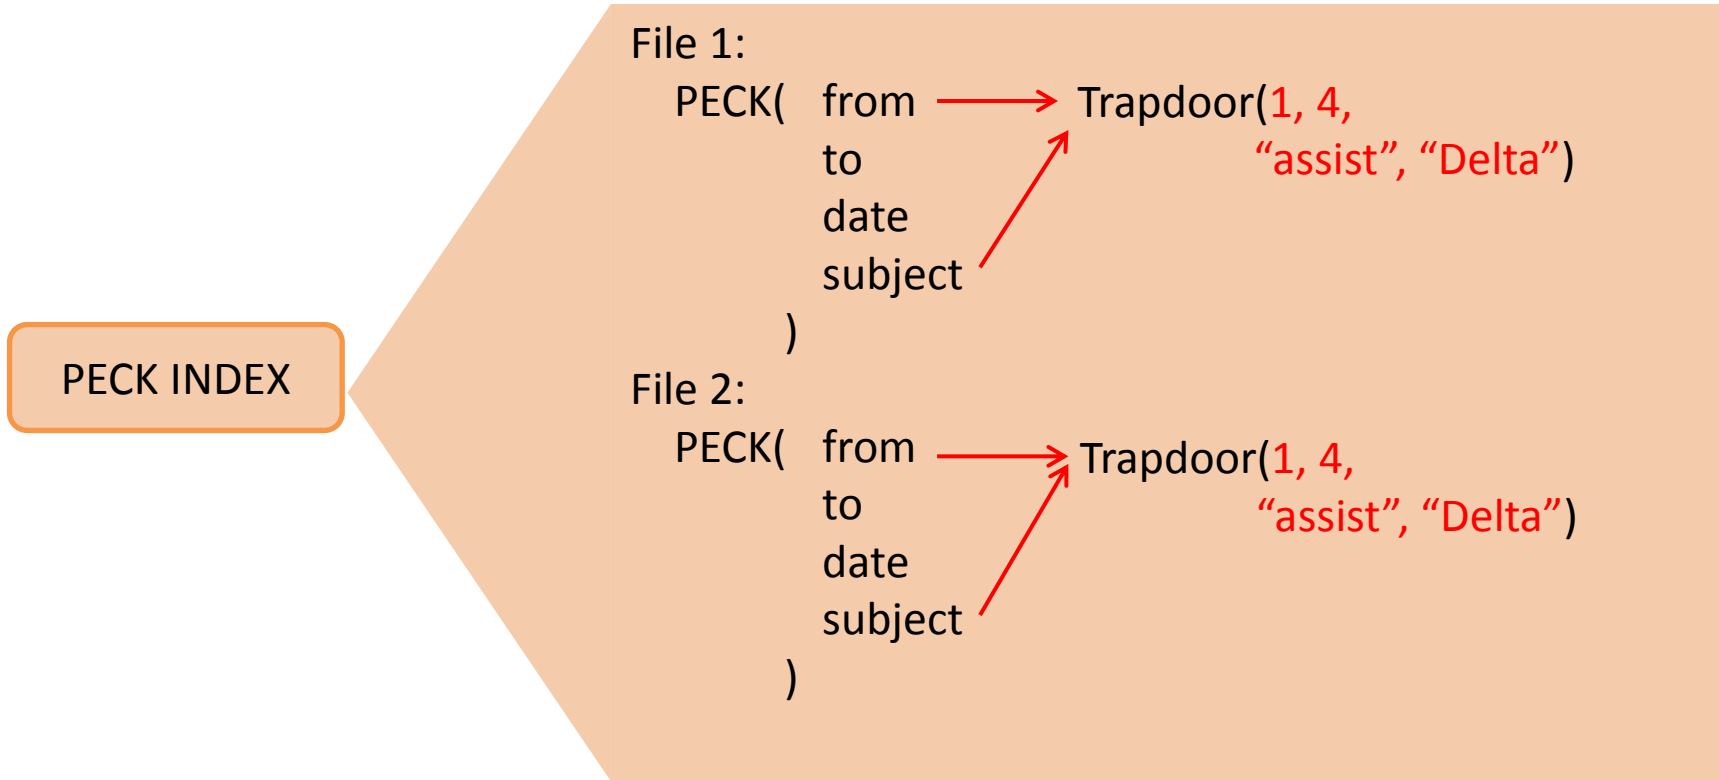 PECK INDEX
File 1:
PECK( from Trapdoor(1, 4,
to “assist”, “Delta”)
date
subject
)
File 2:
PECK( from Trapdoor(1, 4,
to “assist”, “Delta”)
date
subject
)